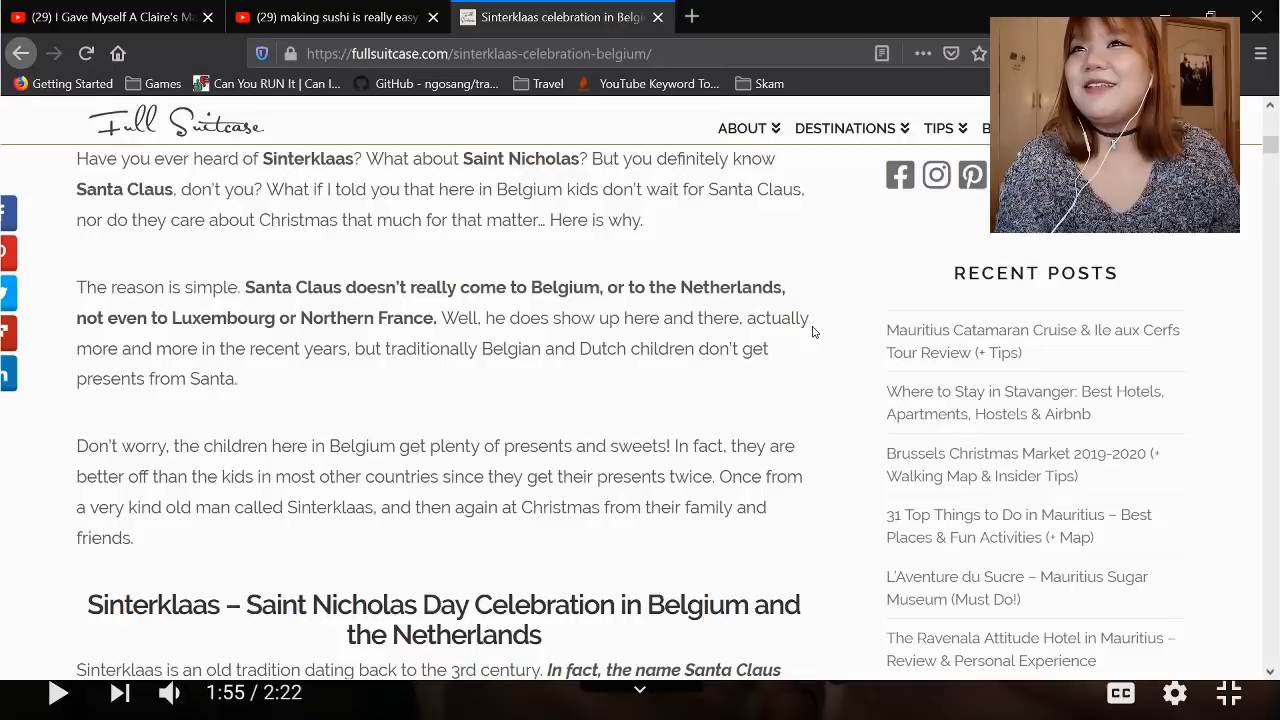 (29) I Gave Myself A Claire's Ma
(29) making sushi is really easy
Sinterklaas celebration in Belgi
https://fullsuitcase.com/sinterklaas-celebration-belgium/
Getting Started
Games
Can You RUN It | Can I...
GitHub - ngosang/tra...
Travel
YouTube Keyword To...
Skam
Full Suitcase
ABOUT
DESTINATIONS
TIPS
B
Have you ever heard of Sinterklaas? What about Saint Nicholas? But you definitely know
Santa Claus, don't you? What if I told you that here in Belgium kids don't wait for Santa Claus,
nor do they care about Christmas that much for that matter… Here is why.
The reason is simple. Santa Claus doesn't really come to Belgium, or to the Netherlands,
not even to Luxembourg or Northern France. Well, he does show up here and there, actually
more and more in the recent years, but traditionally Belgian and Dutch children don't get
presents from Santa.
Don't worry, the children here in Belgium get plenty of presents and sweets! In fact, they are
better off than the kids in most other countries since they get their presents twice. Once from
a very kind old man called Sinterklaas, and then again at Christmas from their family and
friends.
Sinterklaas – Saint Nicholas Day Celebration in Belgium and
the Netherlands
Sinterklaas is an old tradition dating back to the 3rd century. In fact, the name Santa Claus
RECENT POSTS
Mauritius Catamaran Cruise & Ile aux Cerfs
Tour Review (+ Tips)
Where to Stay in Stavanger: Best Hotels,
Apartments, Hostels & Airbnb
Brussels Christmas Market 2019-2020 (+
Walking Map & Insider Tips)
31 Top Things to Do in Mauritius – Best
Places & Fun Activities (+ Map)
L'Aventure du Sucre – Mauritius Sugar
Museum (Must Do!)
The Ravenala Attitude Hotel in Mauritius –
Review & Personal Experience
1:55 / 2:22
CC